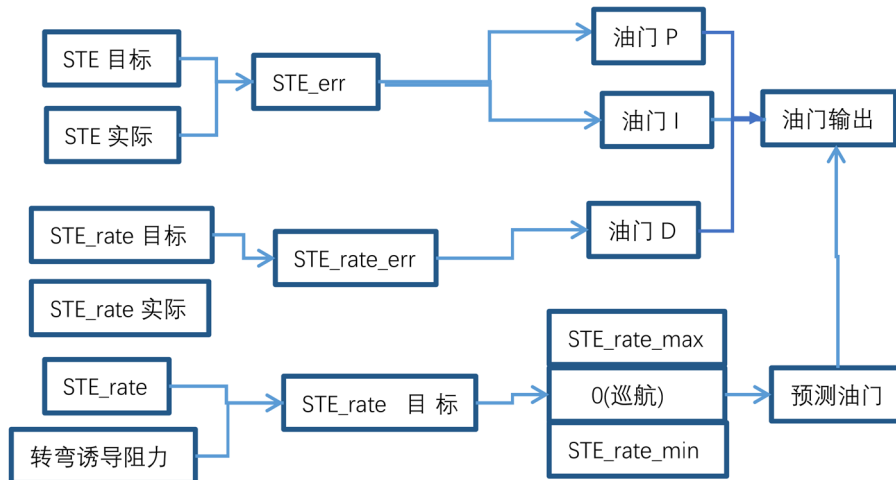 STE 目标
STE 实际
STE_err
油门 P
油门 I
油门输出
STE_rate 目标
STE_rate_err
油门 D
STE_rate 实际
STE_rate
转弯诱导阻力
STE_rate 目 标
STE_rate_max
0(巡航)
STE_rate_min
预测油门